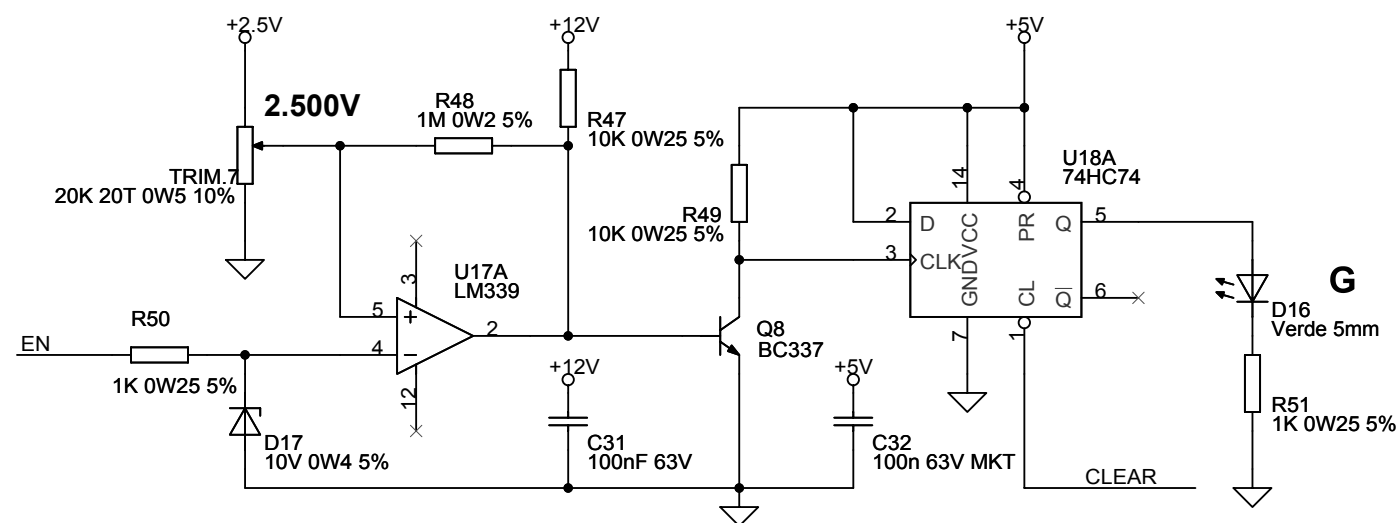 +2.5V
+12V
+5V
2.500V
R48
1M 0W2 5%
R47
10K 0W25 5%
TRIM.7
20K 20T 0W5 10%
U18A
74HC74
14
4
R49
10K 0W25 5%
2
D
VCC
PR
Q
5
3
CLK
GND
CL
Q
6
7
1
3
U17A
LM339
5
+
2
4
−
12
EN
R50
1K 0W25 5%
Q8
BC337
G
D16
Verde 5mm
+12V
+5V
D17
10V 0W4 5%
C31
100nF 63V
C32
100n 63V MKT
R51
1K 0W25 5%
CLEAR